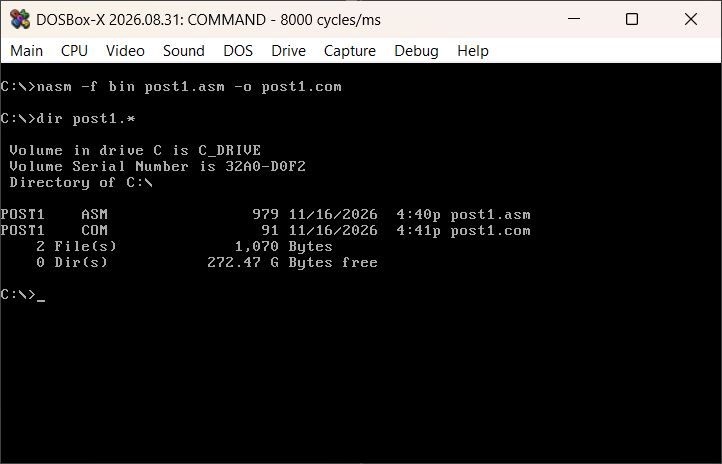 DOSBox-X 2026.08.31: COMMAND - 8000 cycles/ms
Main CPU Video Sound DOS Drive Capture Debug Help
C:\>nasm -f bin post1.asm -o post1.com
C:\>dir post1.*
Volume in drive C is C_DRIVE
Volume Serial Number is 32A0-D0F2
Directory of C:\
POST1    ASM                979 11/16/2026  4:40p post1.asm
POST1    COM                 91 11/16/2026  4:41p post1.com
2 File(s)              1,070 Bytes
0 Dir(s)           272.47 G Bytes free
C:\>_